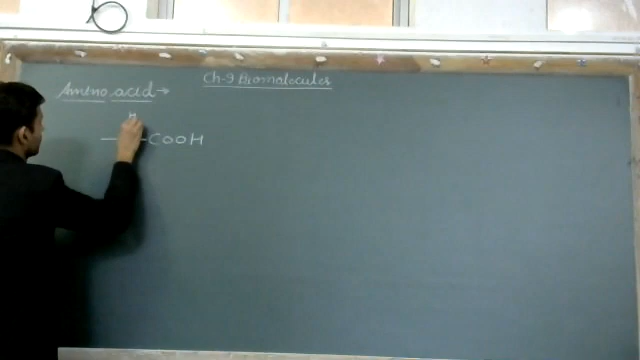 Ch-9 Biomolecules
Amino acid →
H
— —COOH